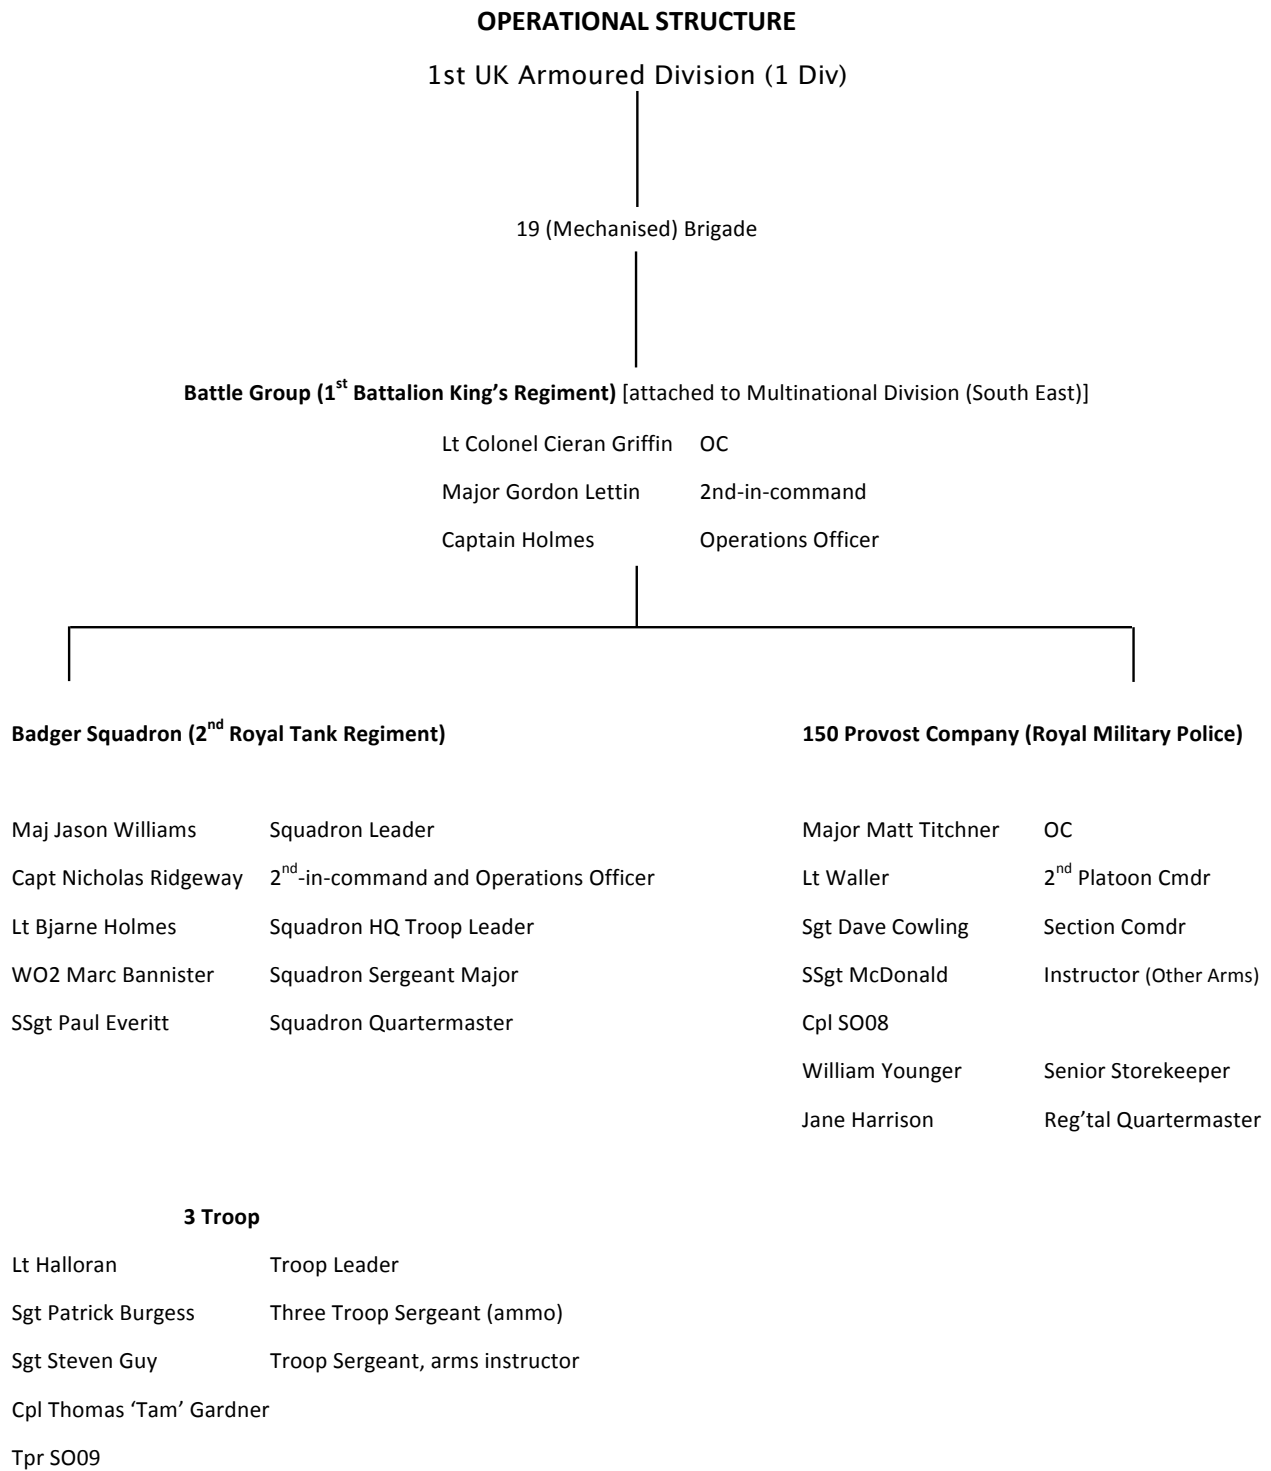 OPERATIONAL STRUCTURE
1st UK Armoured Division (1 Div)
19 (Mechanised) Brigade
Battle Group (1st Battalion King’s Regiment) [attached to Multinational Division (South East)]
Lt Colonel Cieran Griffin OC
Major Gordon Lettin 2nd-in-command
Captain Holmes Operations Officer
Badger Squadron (2nd Royal Tank Regiment)
Maj Jason Williams Squadron Leader
Capt Nicholas Ridgeway 2nd-in-command and Operations Officer
Lt Bjarne Holmes Squadron HQ Troop Leader
WO2 Marc Bannister Squadron Sergeant Major
SSgt Paul Everitt Squadron Quartermaster
150 Provost Company (Royal Military Police)
Major Matt Titchner OC
Lt Waller 2nd Platoon Cmdr
Sgt Dave Cowling Section Comdr
SSgt McDonald Instructor (Other Arms)
Cpl SO08
William Younger Senior Storekeeper
Jane Harrison Reg’tal Quartermaster
3 Troop
Lt Halloran Troop Leader
Sgt Patrick Burgess Three Troop Sergeant (ammo)
Sgt Steven Guy Troop Sergeant, arms instructor
Cpl Thomas ‘Tam’ Gardner
Tpr SO09